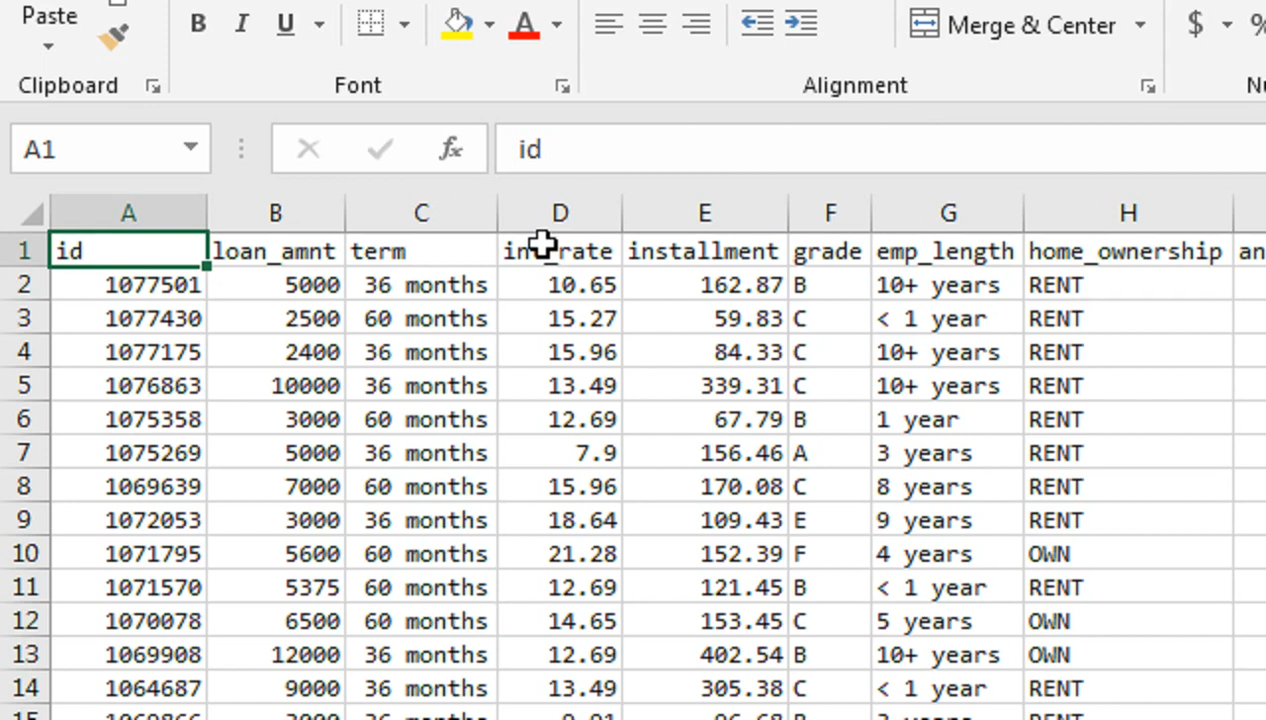 Paste
B I U A
Merge & Center
$ %
Clipboard
Font
Alignment
A1
fx
id
A B C D E F G H
1 id loan_amnt term int_rate installment grade emp_length home_ownership an
2 1077501 5000 36 months 10.65 162.87 B 10+ years RENT
3 1077430 2500 60 months 15.27 59.83 C < 1 year RENT
4 1077175 2400 36 months 15.96 84.33 C 10+ years RENT
5 1076863 10000 36 months 13.49 339.31 C 10+ years RENT
6 1075358 3000 60 months 12.69 67.79 B 1 year RENT
7 1075269 5000 36 months 7.9 156.46 A 3 years RENT
8 1069639 7000 60 months 15.96 170.08 C 8 years RENT
9 1072053 3000 36 months 18.64 109.43 E 9 years RENT
10 1071795 5600 60 months 21.28 152.39 F 4 years OWN
11 1071570 5375 60 months 12.69 121.45 B < 1 year RENT
12 1070078 6500 60 months 14.65 153.45 C 5 years OWN
13 1069908 12000 36 months 12.69 402.54 B 10+ years OWN
14 1064687 9000 36 months 13.49 305.38 C < 1 year RENT